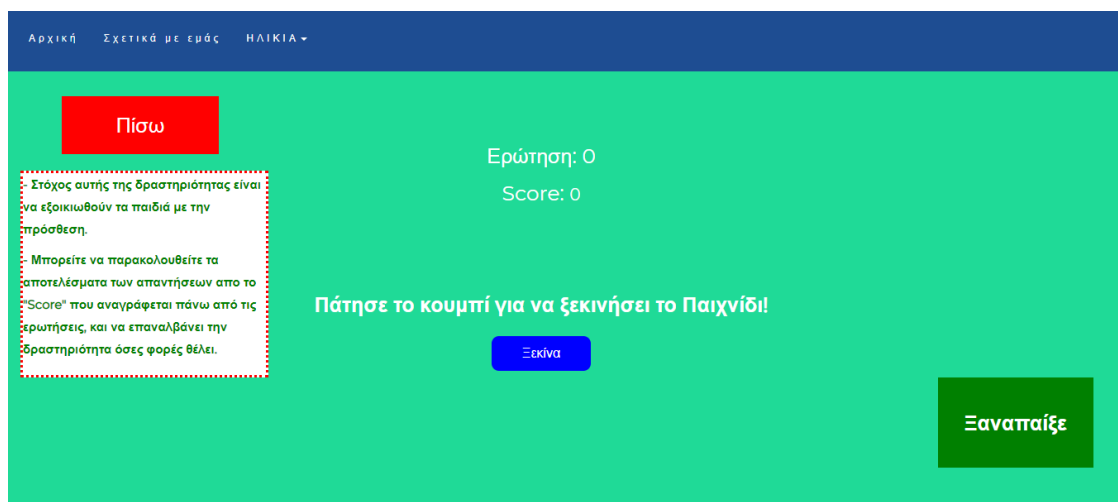 Αρχική Σχετικά με εμάς ΗΛΙΚΙΑ
Πίσω
- Στόχος αυτής της δραστηριότητας είναι
να εξοικιωθούν τα παιδιά με την
πρόσθεση.
- Μπορείτε να παρακολουθείτε τα
αποτελέσματα των απαντήσεων απο το
"Score" που αναγράφεται πάνω από τις
ερωτήσεις, και να επαναλβάνει την
δραστηριότητα όσες φορές θέλει.
Ερώτηση: 0
Score: 0
Πάτησε το κουμπί για να ξεκινήσει το Παιχνίδι!
Ξεκίνα
Ξαναπαίξε